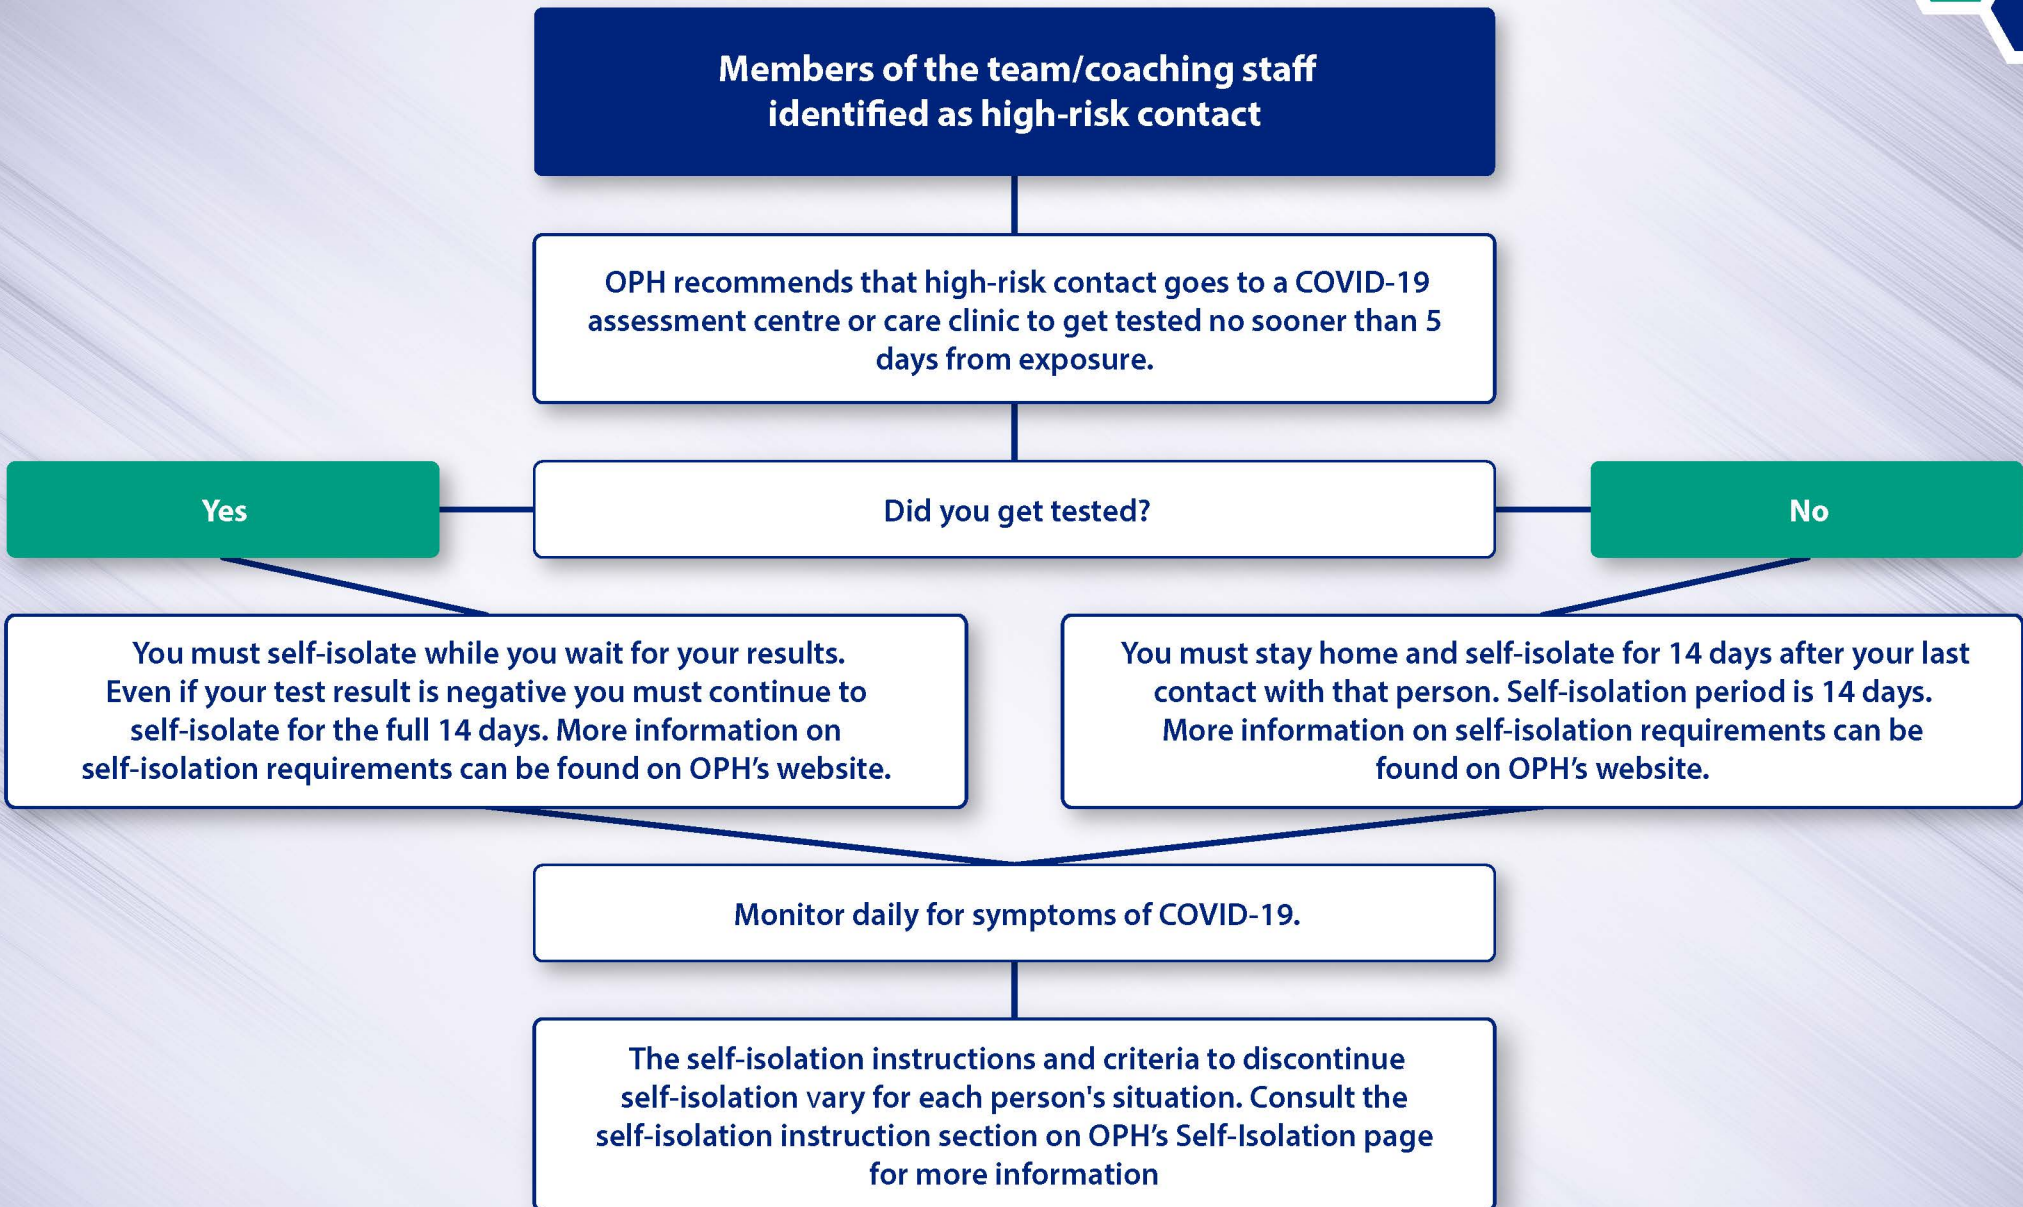 Members of the team/coaching staff
identified as high-risk contact
OPH recommends that high-risk contact goes to a COVID-19
assessment centre or care clinic to get tested no sooner than 5
days from exposure.
Yes
Did you get tested?
No
You must self-isolate while you wait for your results.
Even if your test result is negative you must continue to
self-isolate for the full 14 days. More information on
self-isolation requirements can be found on OPH’s website.
You must stay home and self-isolate for 14 days after your last
contact with that person. Self-isolation period is 14 days.
More information on self-isolation requirements can be
found on OPH’s website.
Monitor daily for symptoms of COVID-19.
The self-isolation instructions and criteria to discontinue
self-isolation vary for each person's situation. Consult the
self-isolation instruction section on OPH’s Self-Isolation page
for more information